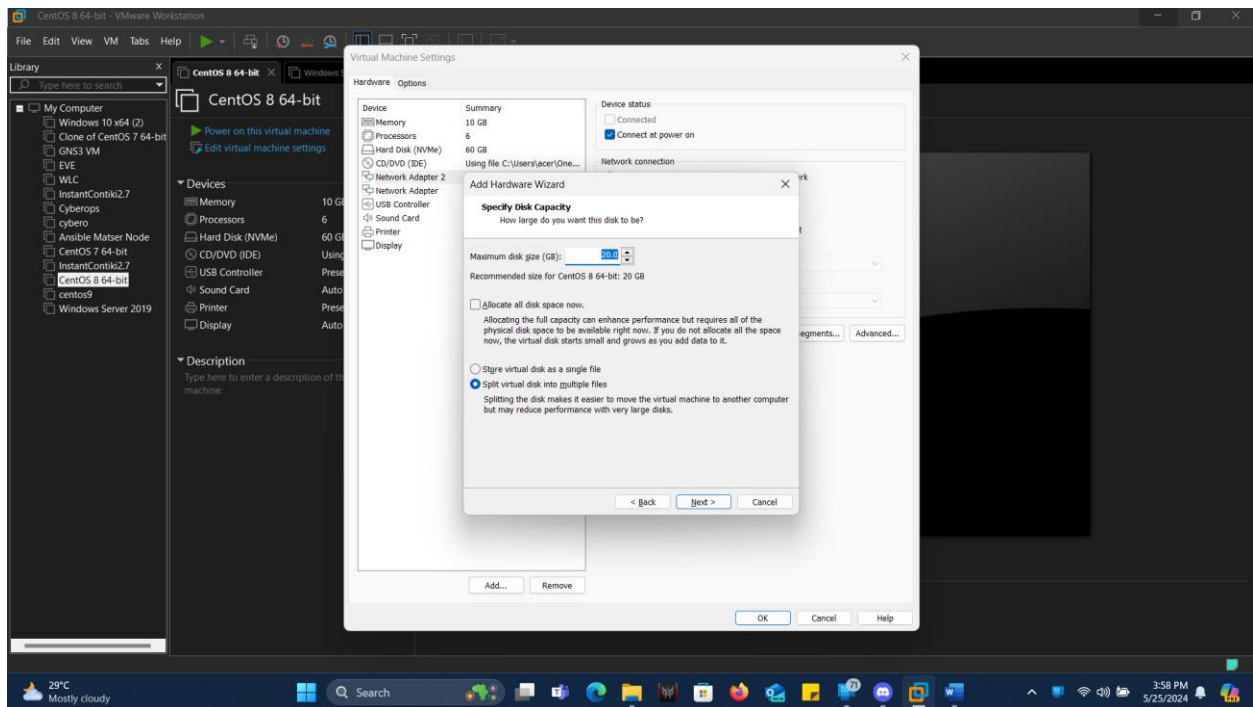 CentOS 8 64-bit - VMware Workstation
File Edit View VM Tabs Help
Library
Type here to search
My Computer
Windows 10 x64 (2)
Clone of CentOS 7 64-bit
GNS3 VM
EVE
WLC
InstantContiki2.7
Cyberops
cybero
Ansible Matser Node
CentOS 7 64-bit
InstantContiki2.7
CentOS 8 64-bit
centos9
Windows Server 2019
CentOS 8 64-bit
Windows S
CentOS 8 64-bit
Power on this virtual machine
Edit virtual machine settings
Devices
Memory 10 GB
Processors 6
Hard Disk (NVMe) 60 GB
CD/DVD (IDE) Using
USB Controller Prese
Sound Card Auto
Printer Prese
Display Auto
Description
Type here to enter a description of th
machine.
Virtual Machine Settings
Hardware Options
Device Summary
Memory 10 GB
Processors 6
Hard Disk (NVMe) 60 GB
CD/DVD (IDE) Using file C:\Users\acer\One...
Network Adapter 2
Network Adapter
USB Controller
Sound Card
Printer
Display
Add... Remove
Device status
Connected
Connect at power on
Network connection
rk
t
egments... Advanced...
OK Cancel Help
Add Hardware Wizard
Specify Disk Capacity
How large do you want this disk to be?
Maximum disk size (GB): 20.0
Recommended size for CentOS 8 64-bit: 20 GB
Allocate all disk space now.
Allocating the full capacity can enhance performance but requires all of the
physical disk space to be available right now. If you do not allocate all the space
now, the virtual disk starts small and grows as you add data to it.
Store virtual disk as a single file
Split virtual disk into multiple files
Splitting the disk makes it easier to move the virtual machine to another computer
but may reduce performance with very large disks.
< Back Next > Cancel
29°C
Mostly cloudy
Search
71
3:58 PM
5/25/2024